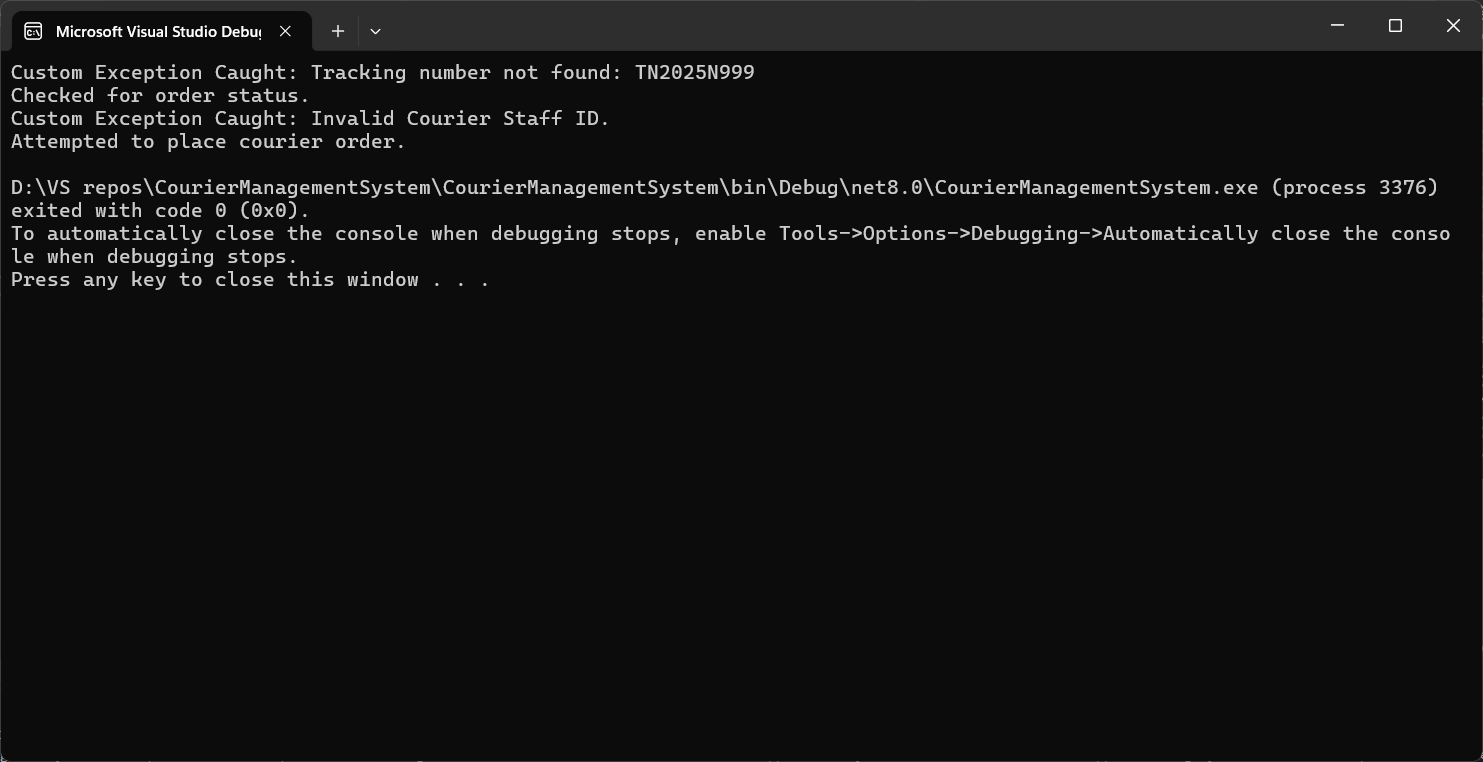 Microsoft Visual Studio Debug
Custom Exception Caught: Tracking number not found: TN2025N999
Checked for order status.
Custom Exception Caught: Invalid Courier Staff ID.
Attempted to place courier order.
D:\VS repos\CourierManagementSystem\CourierManagementSystem\bin\Debug\net8.0\CourierManagementSystem.exe (process 3376)
exited with code 0 (0x0).
To automatically close the console when debugging stops, enable Tools->Options->Debugging->Automatically close the conso
le when debugging stops.
Press any key to close this window . . .